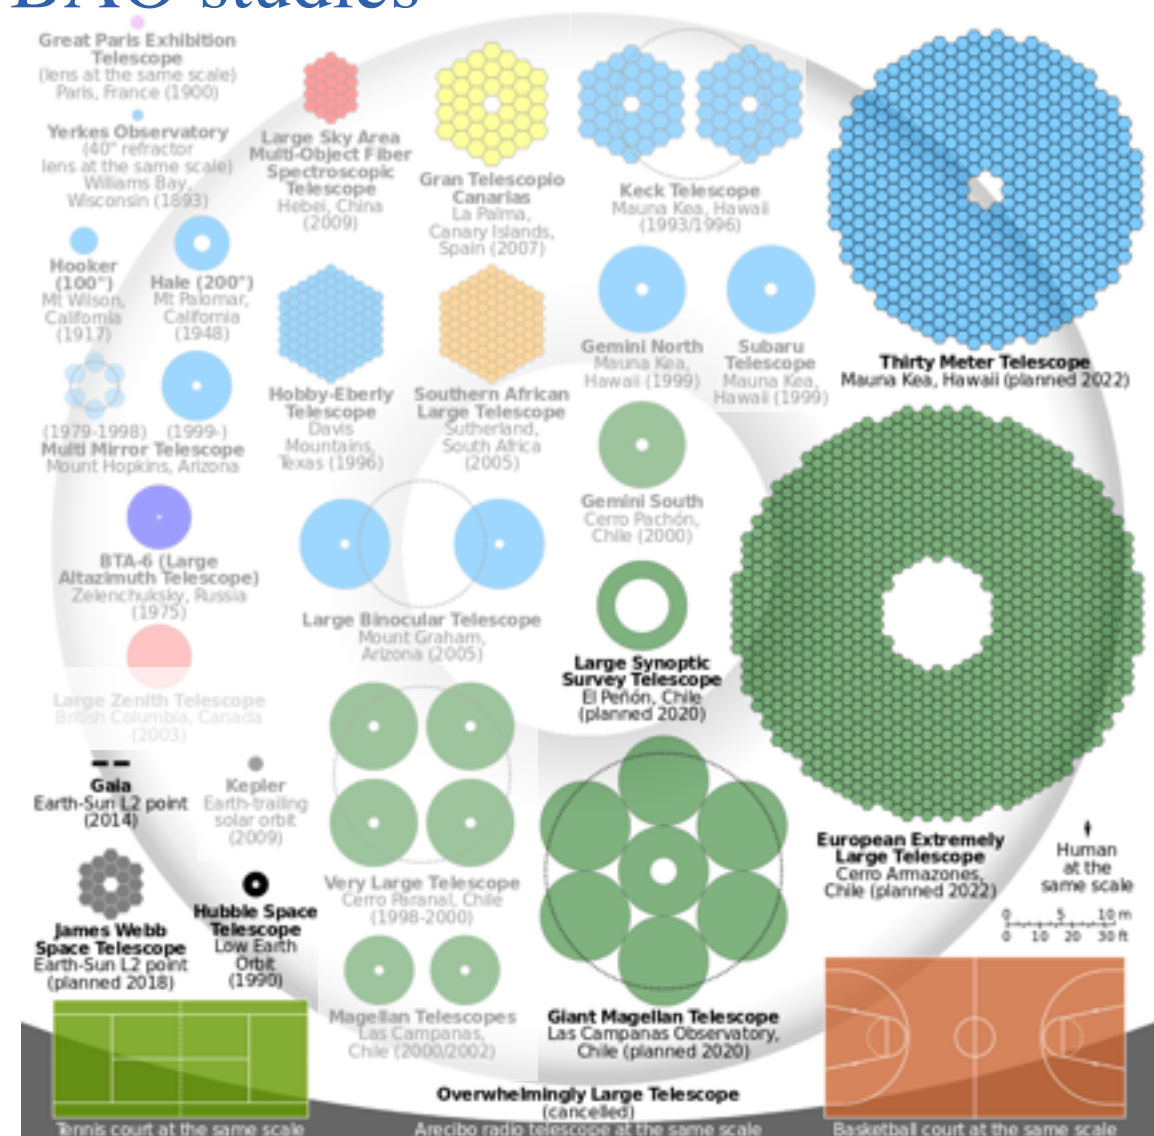 BAO studies
Great Paris Exhibition
Telescope
(lens at the same scale)
Paris, France (1900)
Yerkes Observatory
(40" refractor
lens at the same scale)
Williams Bay,
Wisconsin (1893)
Hooker
(100")
Mt Wilson,
California
(1917)
Hale (200")
Mt Palomar,
California
(1948)
(1979-1998) (1999-)
Multi Mirror Telescope
Mount Hopkins, Arizona
BTA-6 (Large
Altazimuth Telescope)
Zelenchuksky, Russia
(1975)
Large Zenith Telescope
British Columbia, Canada
(2003)
Gaia
Earth-Sun L2 point
(2014)
Kepler
Earth-trailing
solar orbit
(2009)
James Webb
Space Telescope
Earth-Sun L2 point
(planned 2018)
Hubble Space
Telescope
Low Earth
Orbit
(1990)
Large Sky Area
Multi-Object Fiber
Spectroscopic
Telescope
Hebei, China
(2009)
Gran Telescopio
Canarias
La Palma,
Canary Islands,
Spain (2007)
Keck Telescope
Mauna Kea, Hawaii
(1993/1996)
Hobby-Eberly
Telescope
Davis
Mountains,
Texas (1996)
Southern African
Large Telescope
Sutherland,
South Africa
(2005)
Gemini North
Mauna Kea,
Hawaii (1999)
Subaru
Telescope
Mauna Kea,
Hawaii (1999)
Gemini South
Cerro Pachón,
Chile (2000)
Large Binocular Telescope
Mount Graham,
Arizona (2005)
Large Synoptic
Survey Telescope
El Peñón, Chile
(planned 2020)
Very Large Telescope
Cerro Paranal, Chile
(1998-2000)
Magellan Telescopes
Las Campanas,
Chile (2000/2002)
Giant Magellan Telescope
Las Campanas Observatory,
Chile (planned 2020)
Thirty Meter Telescope
Mauna Kea, Hawaii (planned 2022)
European Extremely
Large Telescope
Cerro Armazones,
Chile (planned 2022)
Human
at the
same scale
0 5 10 m
0 10 20 30 ft
Overwhelmingly Large Telescope
(cancelled)
Tennis court at the same scale
Arecibo radio telescope at the same scale
Basketball court at the same scale